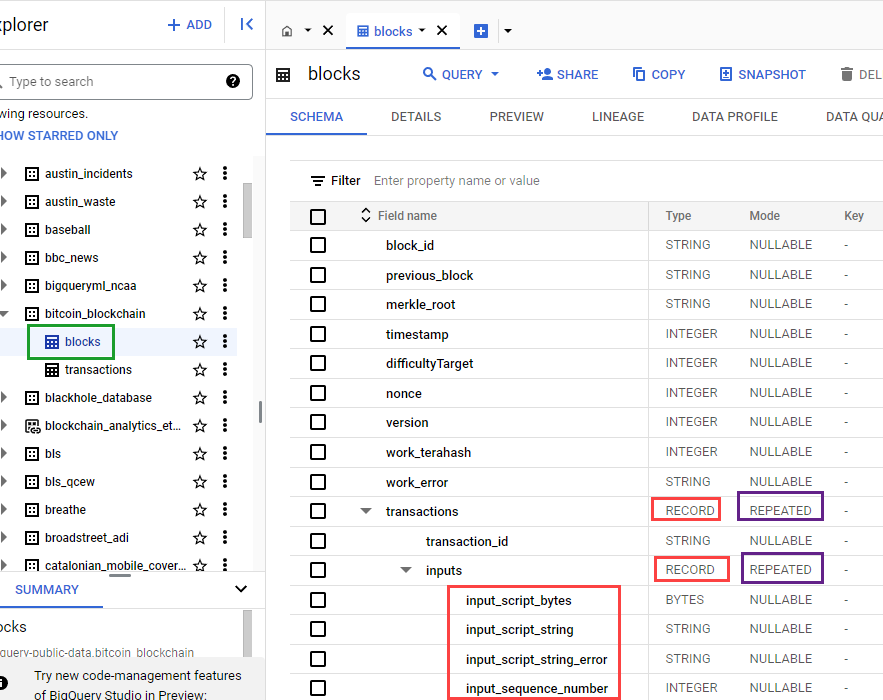 xplorer
+ ADD
blocks
Type to search
wing resources.
HOW STARRED ONLY
austin_incidents
austin_waste
baseball
bbc_news
bigqueryml_ncaa
bitcoin_blockchain
blocks
transactions
blackhole_database
blockchain_analytics_et...
bls
bls_qcew
breathe
broadstreet_adi
catalonian_mobile_cover...
SUMMARY
ocks
query-public-data.bitcoin_blockchain
Try new code-management features
of BigQuery Studio in Preview:
blocks
QUERY
SHARE
COPY
SNAPSHOT
DEL
SCHEMA DETAILS PREVIEW LINEAGE DATA PROFILE DATA QUA
Filter Enter property name or value
Field name Type Mode Key
block_id STRING NULLABLE -
previous_block STRING NULLABLE -
merkle_root STRING NULLABLE -
timestamp INTEGER NULLABLE -
difficultyTarget INTEGER NULLABLE -
nonce INTEGER NULLABLE -
version INTEGER NULLABLE -
work_terahash INTEGER NULLABLE -
work_error STRING NULLABLE -
transactions RECORD REPEATED -
transaction_id STRING NULLABLE -
inputs RECORD REPEATED -
input_script_bytes BYTES NULLABLE -
input_script_string STRING NULLABLE -
input_script_string_error STRING NULLABLE -
input_sequence_number INTEGER NULLABLE -